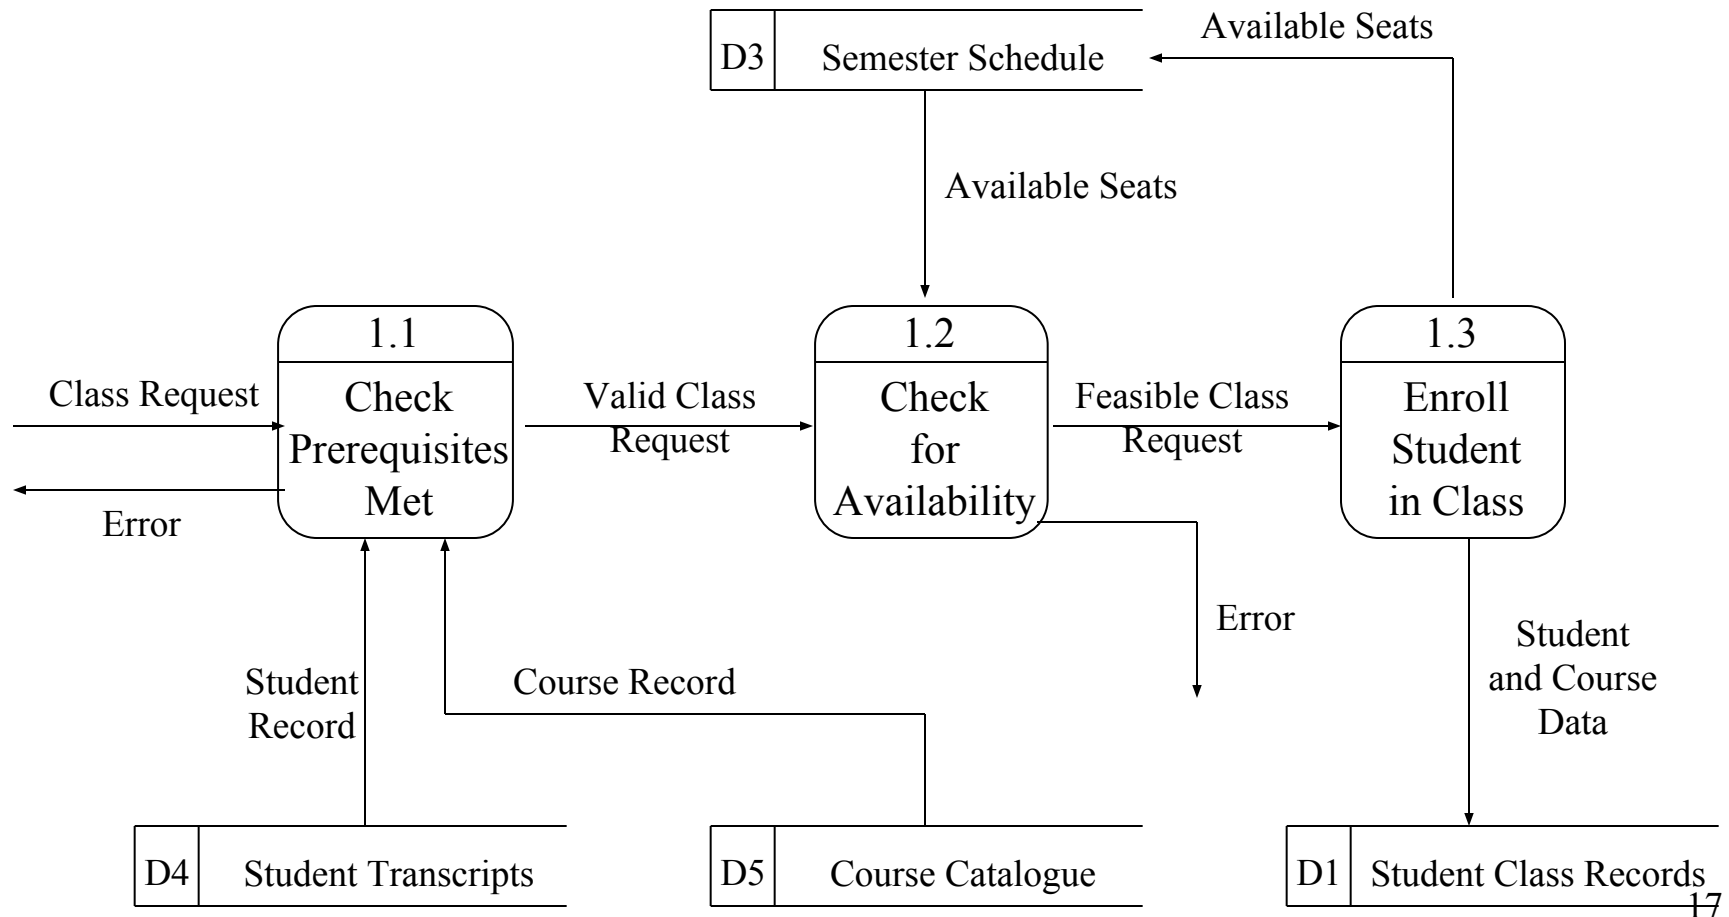 Available Seats
D3
Semester Schedule
Available Seats
1.1
1.2
1.3
Class Request
Check
Prerequisites
Met
Valid Class
Request
Check
for
Availability
Feasible Class
Request
Enroll
Student
in Class
Error
Error
Student
Record
Course Record
Student
and Course
Data
D4
Student Transcripts
D5
Course Catalogue
D1
Student Class Records
17